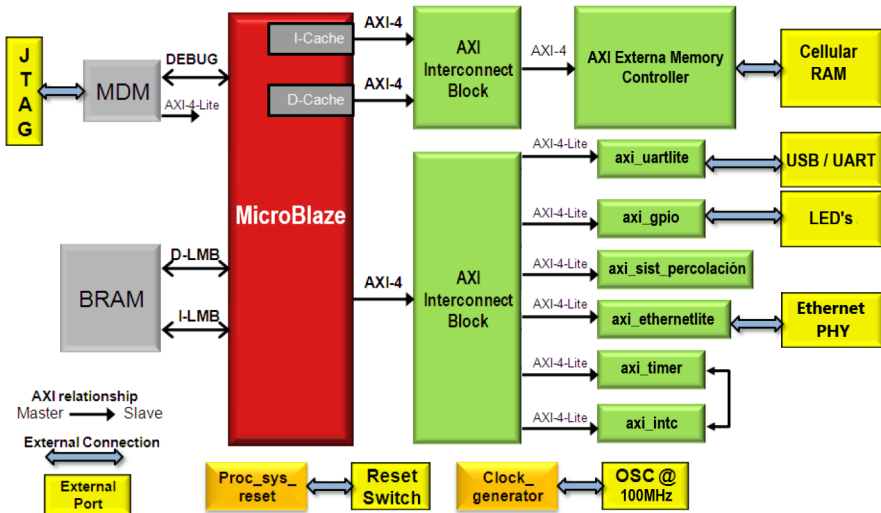 J
T
A
G
MDM
DEBUG
AXI-4-Lite
I-Cache
D-Cache
MicroBlaze
AXI-4
AXI-4
AXI
Interconnect
Block
AXI-4
AXI Externa Memory
Controller
Cellular
RAM
BRAM
D-LMB
I-LMB
AXI-4
AXI
Interconnect
Block
AXI-4-Lite
axi_uartlite
USB / UART
AXI-4-Lite
axi_gpio
LED's
AXI-4-Lite
axi_sist_percolación
AXI-4-Lite
axi_ethernetlite
Ethernet
PHY
AXI-4-Lite
axi_timer
AXI-4-Lite
axi_intc
AXI relationship
Master Slave
External Connection
External
Port
Proc_sys_
reset
Reset
Switch
Clock_
generator
OSC @
100MHz